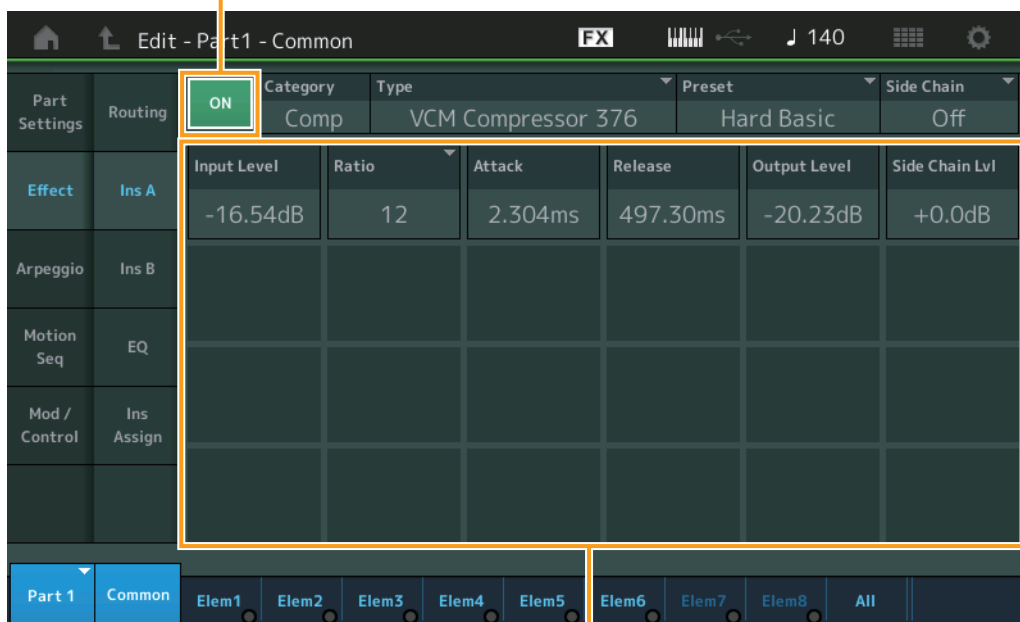 Edit - Part1 - Common
FX
♩ 140
Part Settings
Effect
Arpeggio
Motion Seq
Mod / Control
Routing
Ins A
Ins B
EQ
Ins Assign
ON
Category
Comp
Type
VCM Compressor 376
Preset
Hard Basic
Side Chain
Off
Input Level
-16.54dB
Ratio
12
Attack
2.304ms
Release
497.30ms
Output Level
-20.23dB
Side Chain Lvl
+0.0dB
Part 1
Common
Elem1
Elem2
Elem3
Elem4
Elem5
Elem6
Elem7
Elem8
All